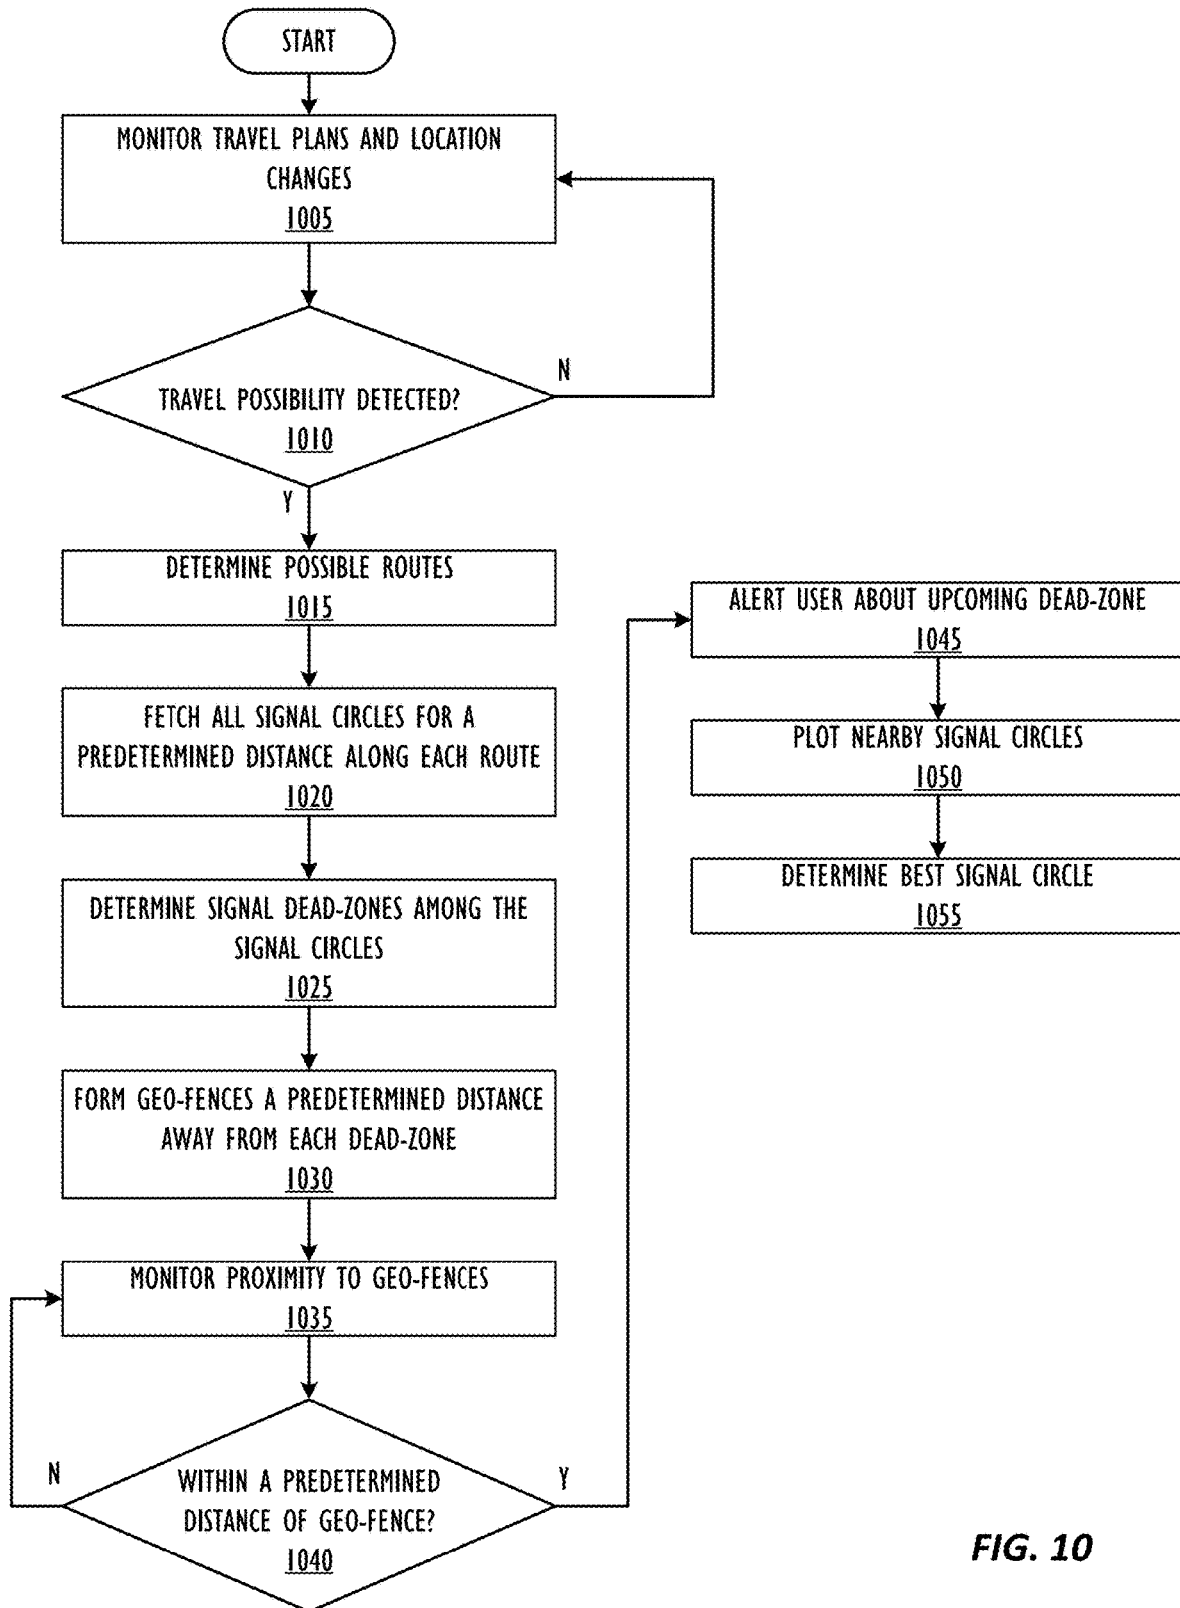 START
MONITOR TRAVEL PLANS AND LOCATION
CHANGES
1005
N
TRAVEL POSSIBILITY DETECTED?
1010
Y
DETERMINE POSSIBLE ROUTES
1015
FETCH ALL SIGNAL CIRCLES FOR A
PREDETERMINED DISTANCE ALONG EACH ROUTE
1020
DETERMINE SIGNAL DEAD-ZONES AMONG THE
SIGNAL CIRCLES
1025
FORM GEO-FENCES A PREDETERMINED DISTANCE
AWAY FROM EACH DEAD-ZONE
1030
MONITOR PROXIMITY TO GEO-FENCES
1035
N
WITHIN A PREDETERMINED
DISTANCE OF GEO-FENCE?
1040
Y
ALERT USER ABOUT UPCOMING DEAD-ZONE
1045
PLOT NEARBY SIGNAL CIRCLES
1050
DETERMINE BEST SIGNAL CIRCLE
1055
FIG. 10